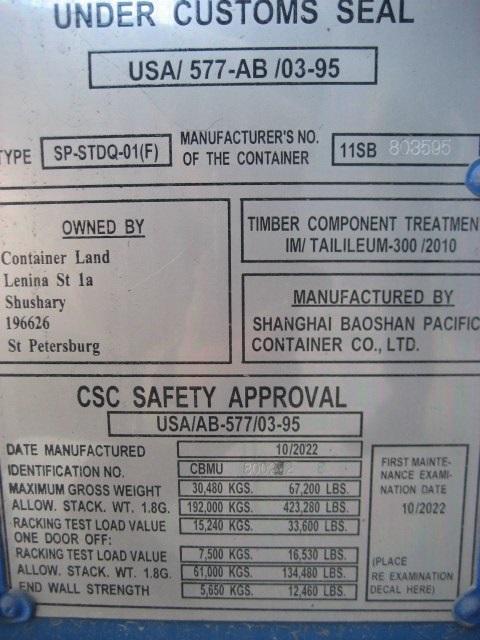 UNDER CUSTOMS SEAL
USA/ 577-AB /03-95
TYPE SP-STDQ-01(F) MANUFACTURER'S NO. OF THE CONTAINER 11SB 803595
OWNED BY
Container Land
Lenina St 1a
Shushary
196626
St Petersburg
TIMBER COMPONENT TREATMEN
IM/ TAILILEUM-300 /2010
MANUFACTURED BY
SHANGHAI BAOSHAN PACIFIC
CONTAINER CO., LTD.
CSC SAFETY APPROVAL
USA/AB-577/03-95
DATE MANUFACTURED 10/2022
IDENTIFICATION NO. CBMU
MAXIMUM GROSS WEIGHT 30,480 KGS. 67,200 LBS.
ALLOW. STACK. WT. 1.8G. 192,000 KGS. 423,280 LBS.
RACKING TEST LOAD VALUE 15,240 KGS. 33,600 LBS.
ONE DOOR OFF:
RACKING TEST LOAD VALUE 7,500 KGS. 16,530 LBS.
ALLOW. STACK. WT. 1.8G. 61,000 KGS. 134,480 LBS.
END WALL STRENGTH 5,650 KGS. 12,460 LBS.
FIRST MAINTE-
NANCE EXAMI-
NATION DATE
10/2022
(PLACE
RE EXAMINATION
DECAL HERE)